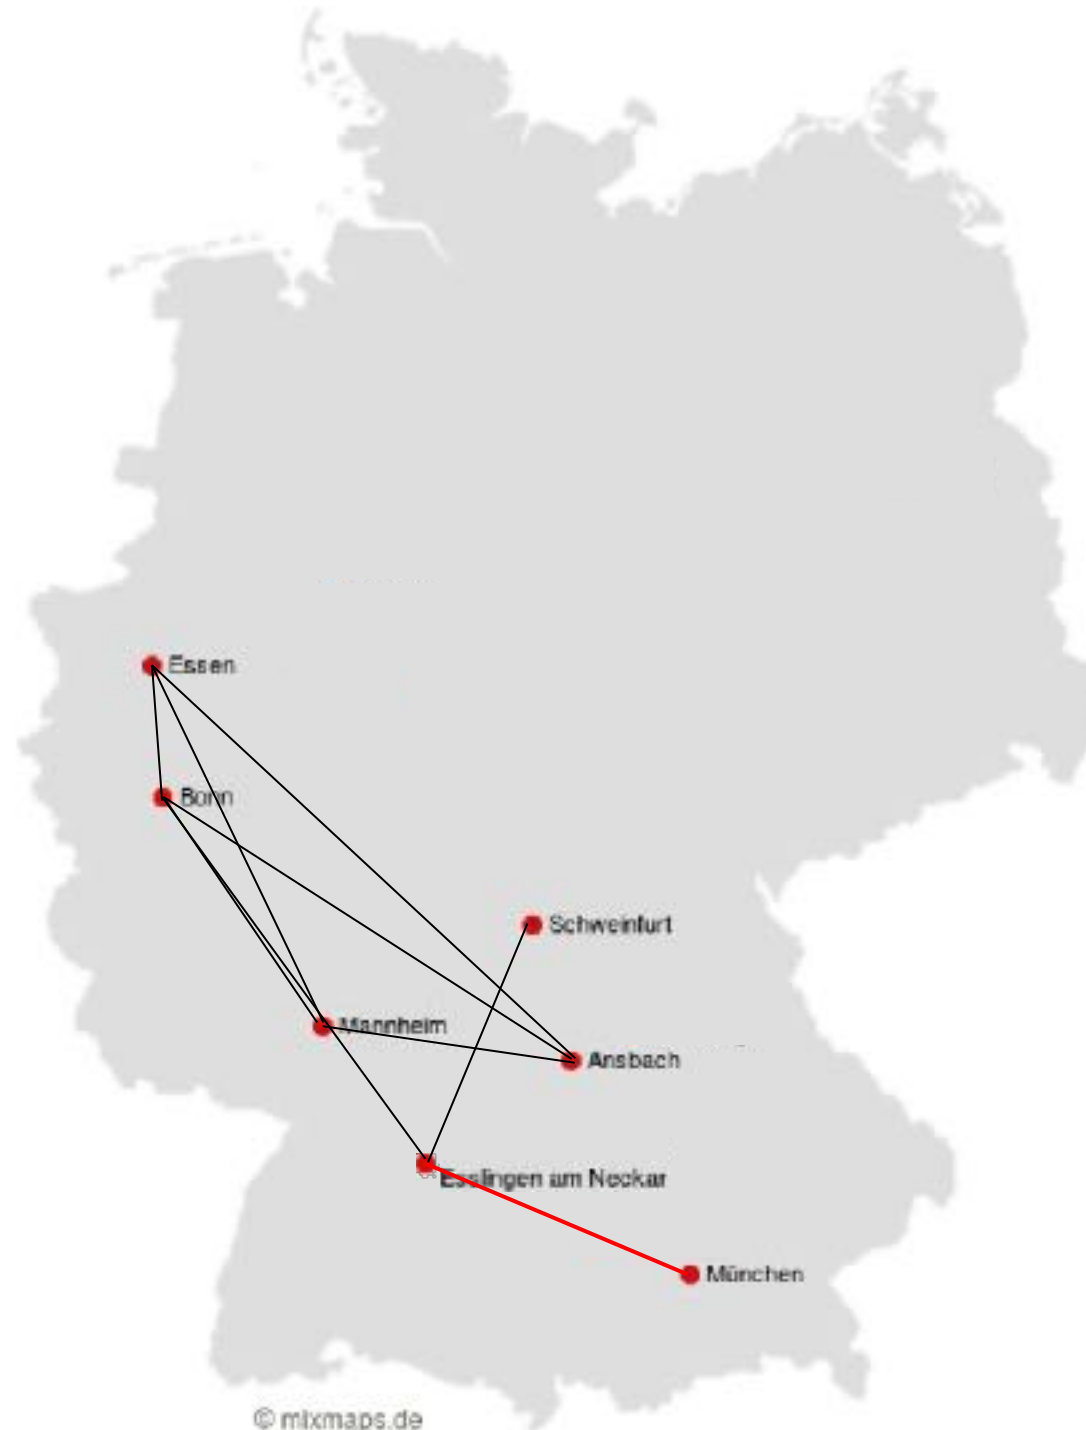 Essen
Bonn
Schweinfurt
Mannheim
Ansbach
Esslingen am Neckar
München
© mixmaps.de